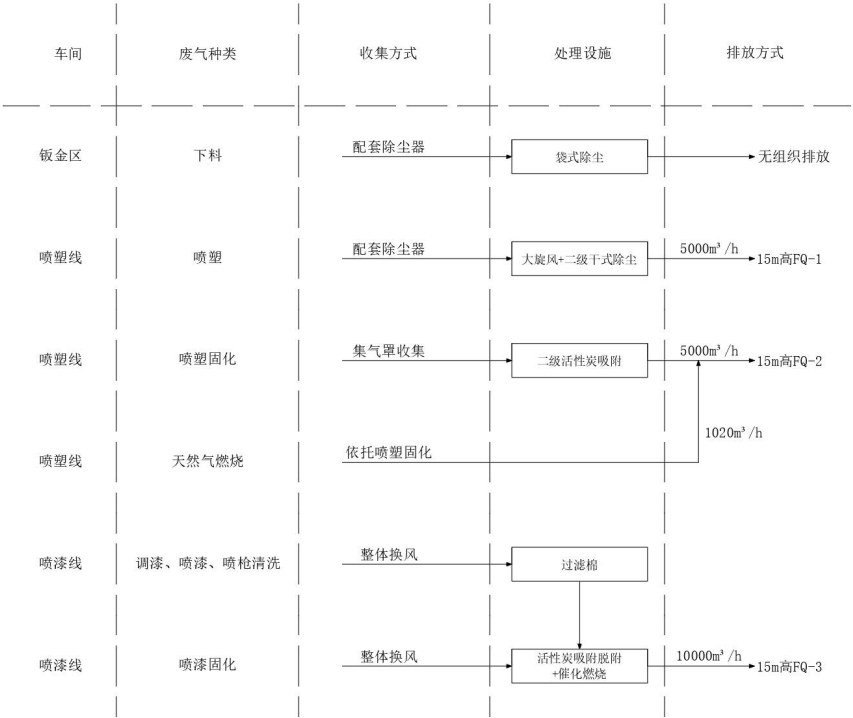 车间 废气种类 收集方式 处理设施 排放方式
钣金区 下料 配套除尘器 袋式除尘 无组织排放
喷塑线 喷塑 配套除尘器 大旋风+二级干式除尘 5000m³/h 15m高FQ-1
喷塑线 喷塑固化 集气罩收集 二级活性炭吸附 5000m³/h 15m高FQ-2
1020m³/h
喷塑线 天然气燃烧 依托喷塑固化
喷漆线 调漆、喷漆、喷枪清洗 整体换风 过滤棉
喷漆线 喷漆固化 整体换风 活性炭吸附脱附 10000m³/h 15m高FQ-3
+催化燃烧